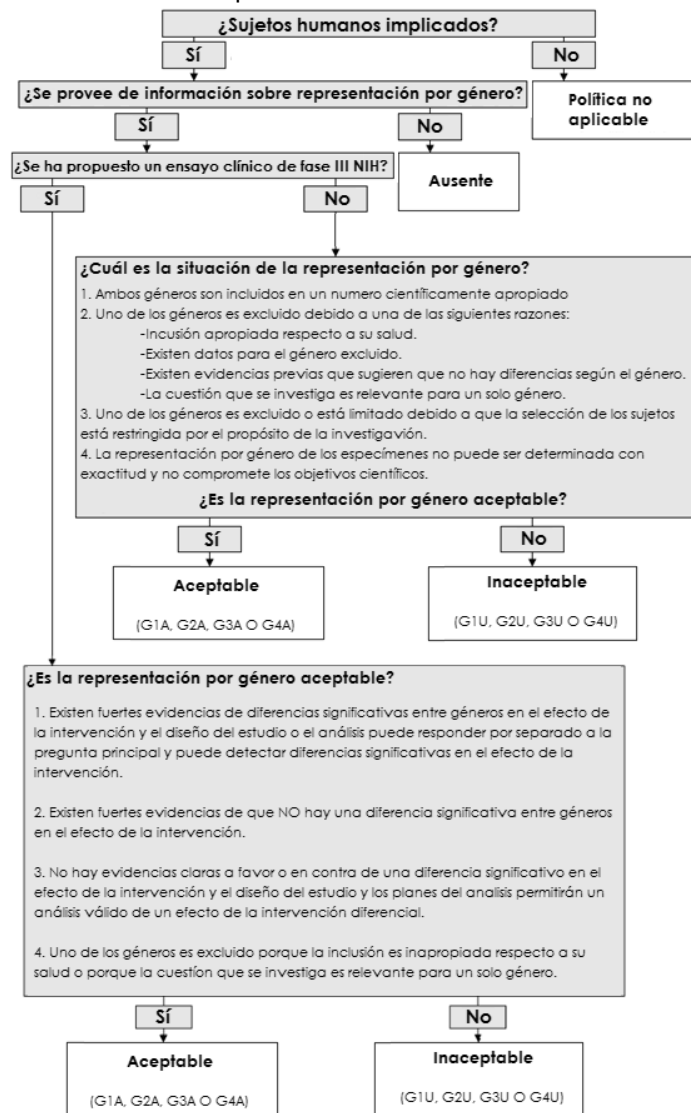 ¿Sujetos humanos implicados?
Sí
No
¿Se provee de información sobre representación por género?
Política no
aplicable
Sí
No
¿Se ha propuesto un ensayo clínico de fase III NIH?
Ausente
Sí
No
¿Cuál es la situación de la representación por género?
1. Ambos géneros son incluidos en un numero científicamente apropiado
2. Uno de los géneros es excluido debido a una de las siguientes razones:
-Incusión apropiada respecto a su salud.
-Existen datos para el género excluido.
-Existen evidencias previas que sugieren que no hay diferencias según el género.
-La cuestión que se investiga es relevante para un solo género.
3. Uno de los géneros es excluido o está limitado debido a que la selección de los sujetos
está restringida por el propósito de la investigavión.
4. La representación por género de los especímenes no puede ser determinada con
exactitud y no compromete los objetivos científicos.
¿Es la representación por género aceptable?
Sí
No
Aceptable
(G1A, G2A, G3A O G4A)
Inaceptable
(G1U, G2U, G3U O G4U)
¿Es la representación por género aceptable?
1. Existen fuertes evidencias de diferencias significativas entre géneros en el efecto de
la intervención y el diseño del estudio o el análisis puede responder por separado a la
pregunta principal y puede detectar diferencias significativas en el efecto de la
intervención.
2. Existen fuertes evidencias de que NO hay una diferencia significativa entre géneros
en el efecto de la intervención.
3. No hay evidencias claras a favor o en contra de una diferencia significativo en el
efecto de la intervención y el diseño del estudio y los planes del analisis permitirán un
análisis válido de un efecto de la intervención diferencial.
4. Uno de los géneros es excluido porque la inclusión es inapropiada respecto a su
salud o porque la cuestíon que se investiga es relevante para un solo género.
Sí
No
Aceptable
(G1A, G2A, G3A O G4A)
Inaceptable
(G1U, G2U, G3U O G4U)